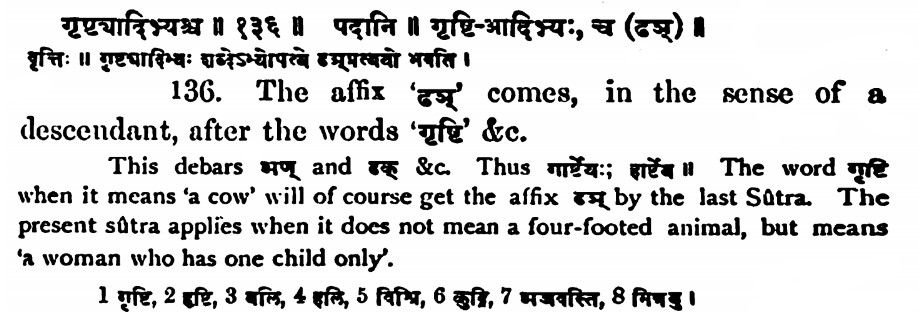 गृष्ट्यादिभ्यश्च ॥ १३६ ॥ पदानि ॥ गृष्टि-आदिभ्यः, च (ढञ्) ॥
वृत्तिः ॥ गृष्ट्यादिभ्यः शब्देऽभ्योपत्ये ढञ्प्रत्ययो भवति ।
136. The affix 'ढञ्' comes, in the sense of a
descendant, after the words 'गृष्टि' &c.
This debars अण् and ढक् &c. Thus गार्ष्टेयः; हार्ष्टेय ॥ The word गृष्टि
when it means 'a cow' will of course get the affix ढञ् by the last Sûtra. The
present sûtra applies when it does not mean a four-footed animal, but means
'a woman who has one child only'.
1 गृष्टि, 2 हृष्टि, 3 बलि, 4 हलि, 5 विश्रि, 6 कुद्रि, 7 अजवस्ति, 8 मित्रयु ।